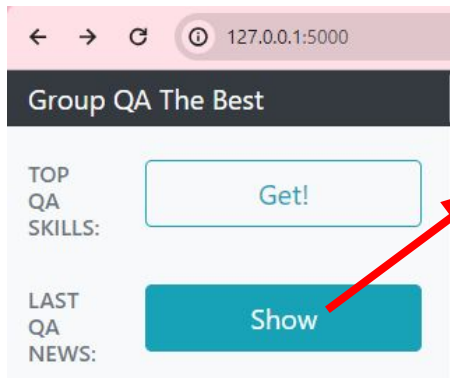 127.0.0.1:5000
Group QA The Best
TOP
QA
SKILLS:
Get!
LAST
QA
NEWS:
Show